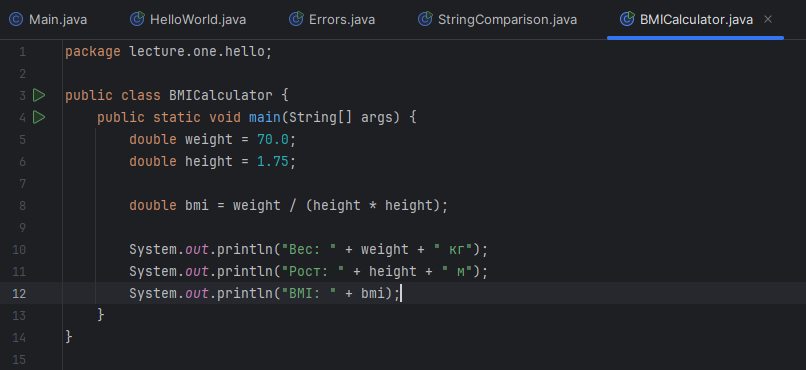 Main.java HelloWorld.java Errors.java StringComparison.java BMICalculator.java
1 package lecture.one.hello;
2
3 public class BMICalculator {
4 public static void main(String[] args) {
5 double weight = 70.0;
6 double height = 1.75;
7
8 double bmi = weight / (height * height);
9
10 System.out.println("Вес: " + weight + " кг");
11 System.out.println("Рост: " + height + " м");
12 System.out.println("BMI: " + bmi);
13 }
14 }
15